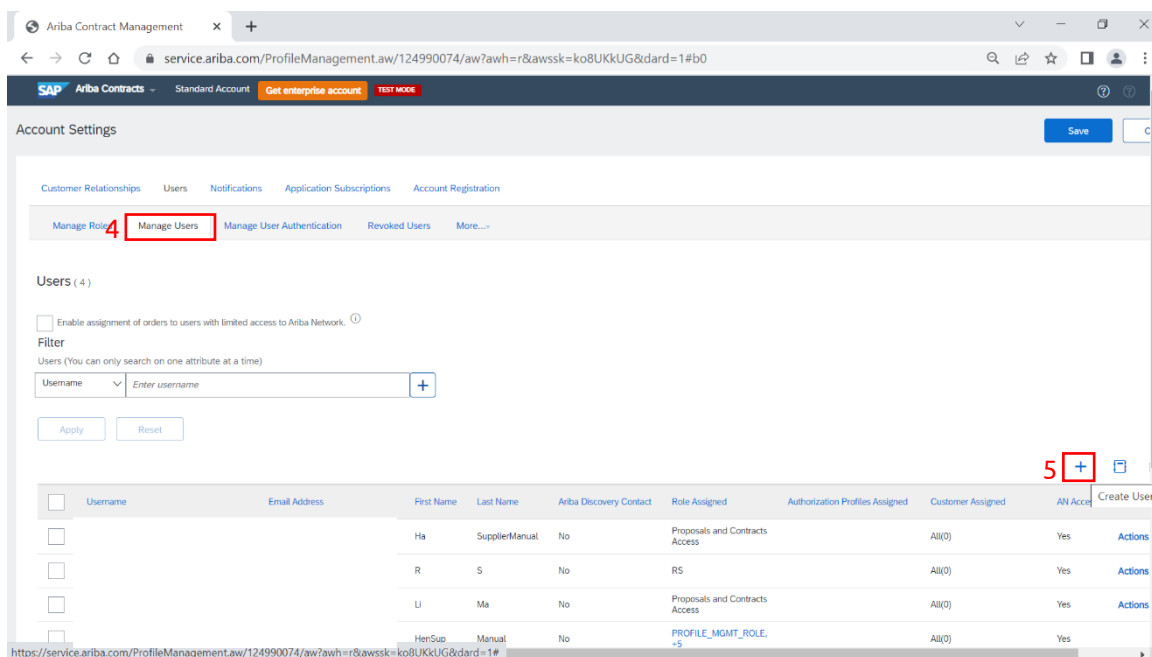 Ariba Contract Management
service.ariba.com/ProfileManagement.aw/124990074/aw?awh=r&awssk=ko8UKkUG&dard=1#b0
SAP Ariba Contracts Standard Account Get enterprise account TEST MODE
Account Settings Save C
Customer Relationships Users Notifications Application Subscriptions Account Registration
Manage Roles 4 Manage Users Manage User Authentication Revoked Users More...
Users (4)
Enable assignment of orders to users with limited access to Ariba Network.
Filter
Users (You can only search on one attribute at a time)
Username Enter username +
Apply Reset
5 +
Username Email Address First Name Last Name Ariba Discovery Contact Role Assigned Authorization Profiles Assigned Customer Assigned AN Acce Create User
Ha SupplierManual No Proposals and Contracts Access All(0) Yes Actions
R S No RS All(0) Yes Actions
Li Ma No Proposals and Contracts Access All(0) Yes Actions
HenSup Manual No PROFILE_MGMT_ROLE, +5 All(0) Yes
https://service.ariba.com/ProfileManagement.aw/124990074/aw?awh=r&awssk=ko8UKkUG&dard=1#